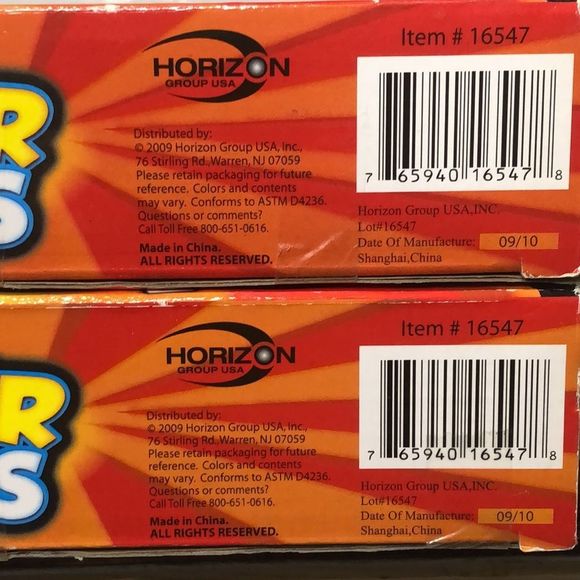 R
S
HORIZON
GROUP USA
Distributed by:
© 2009 Horizon Group USA, Inc.,
76 Stirling Rd.,Warren, NJ 07059
Please retain packaging for future
reference. Colors and contents
may vary. Conforms to ASTM D4236.
Questions or comments?
Call Toll Free 800-651-0616.
Made in China.
ALL RIGHTS RESERVED.
Item # 16547
7 65940 16547 8
Horizon Group USA,INC.
Lot#16547
Date Of Manufacture: 09/10
Shanghai,China
R
S
HORIZON
GROUP USA
Distributed by:
© 2009 Horizon Group USA, Inc.,
76 Stirling Rd.,Warren, NJ 07059
Please retain packaging for future
reference. Colors and contents
may vary. Conforms to ASTM D4236.
Questions or comments?
Call Toll Free 800-651-0616.
Made in China.
ALL RIGHTS RESERVED.
Item # 16547
7 65940 16547 8
Horizon Group USA,INC.
Lot#16547
Date Of Manufacture: 09/10
Shanghai,China